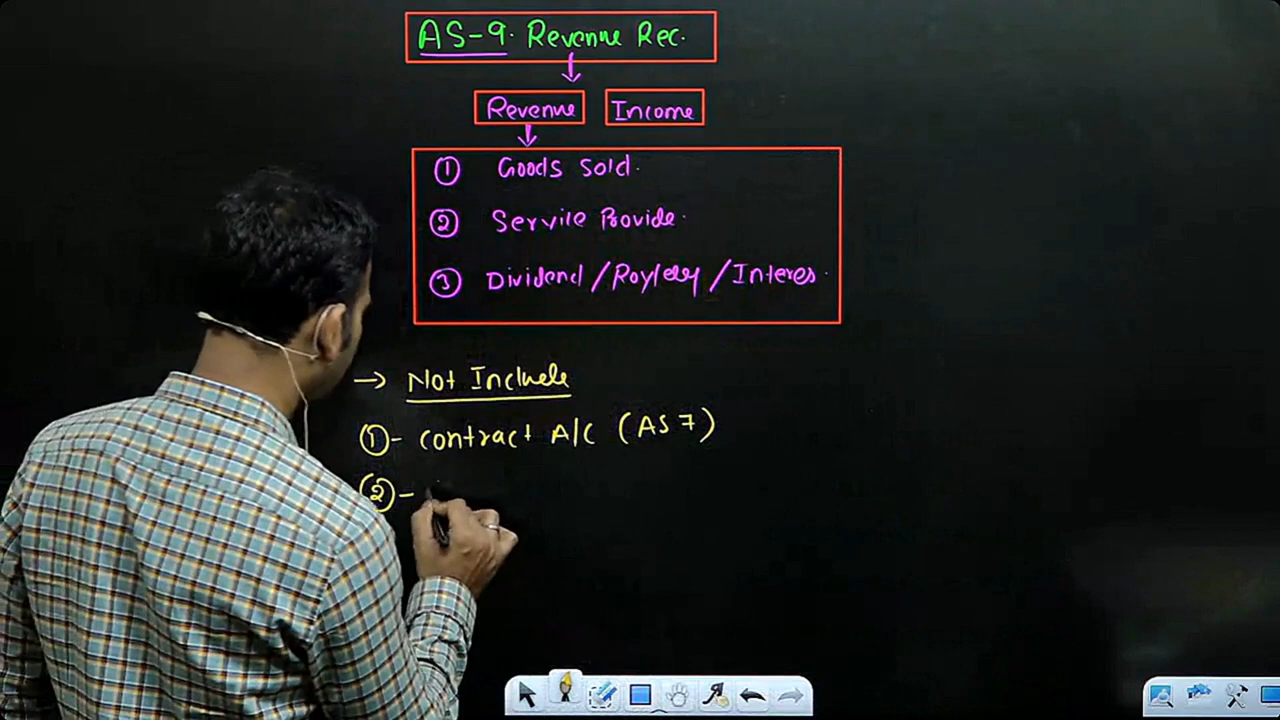 AS-9. Revenue Rec.
Revenue Income
① Goods Sold.
② Service Provide.
③ Dividend / Roylety / Interes.
→ Not Include
①- contract A/C (AS 7)
②-